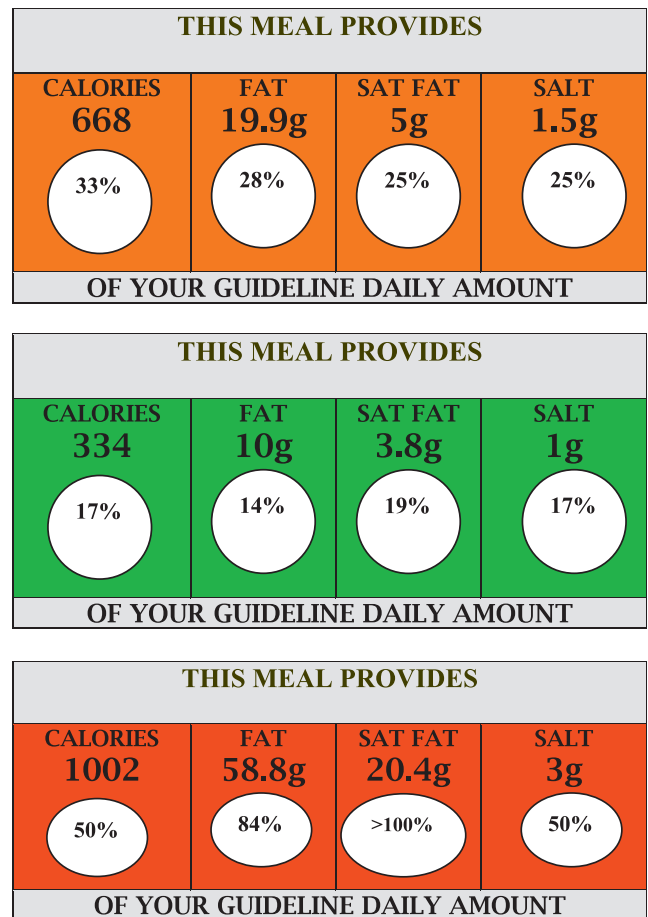 THIS MEAL PROVIDES
CALORIES FAT SAT FAT SALT
668 19.9g 5g 1.5g
33% 28% 25% 25%
OF YOUR GUIDELINE DAILY AMOUNT
THIS MEAL PROVIDES
CALORIES FAT SAT FAT SALT
334 10g 3.8g 1g
17% 14% 19% 17%
OF YOUR GUIDELINE DAILY AMOUNT
THIS MEAL PROVIDES
CALORIES FAT SAT FAT SALT
1002 58.8g 20.4g 3g
50% 84% >100% 50%
OF YOUR GUIDELINE DAILY AMOUNT